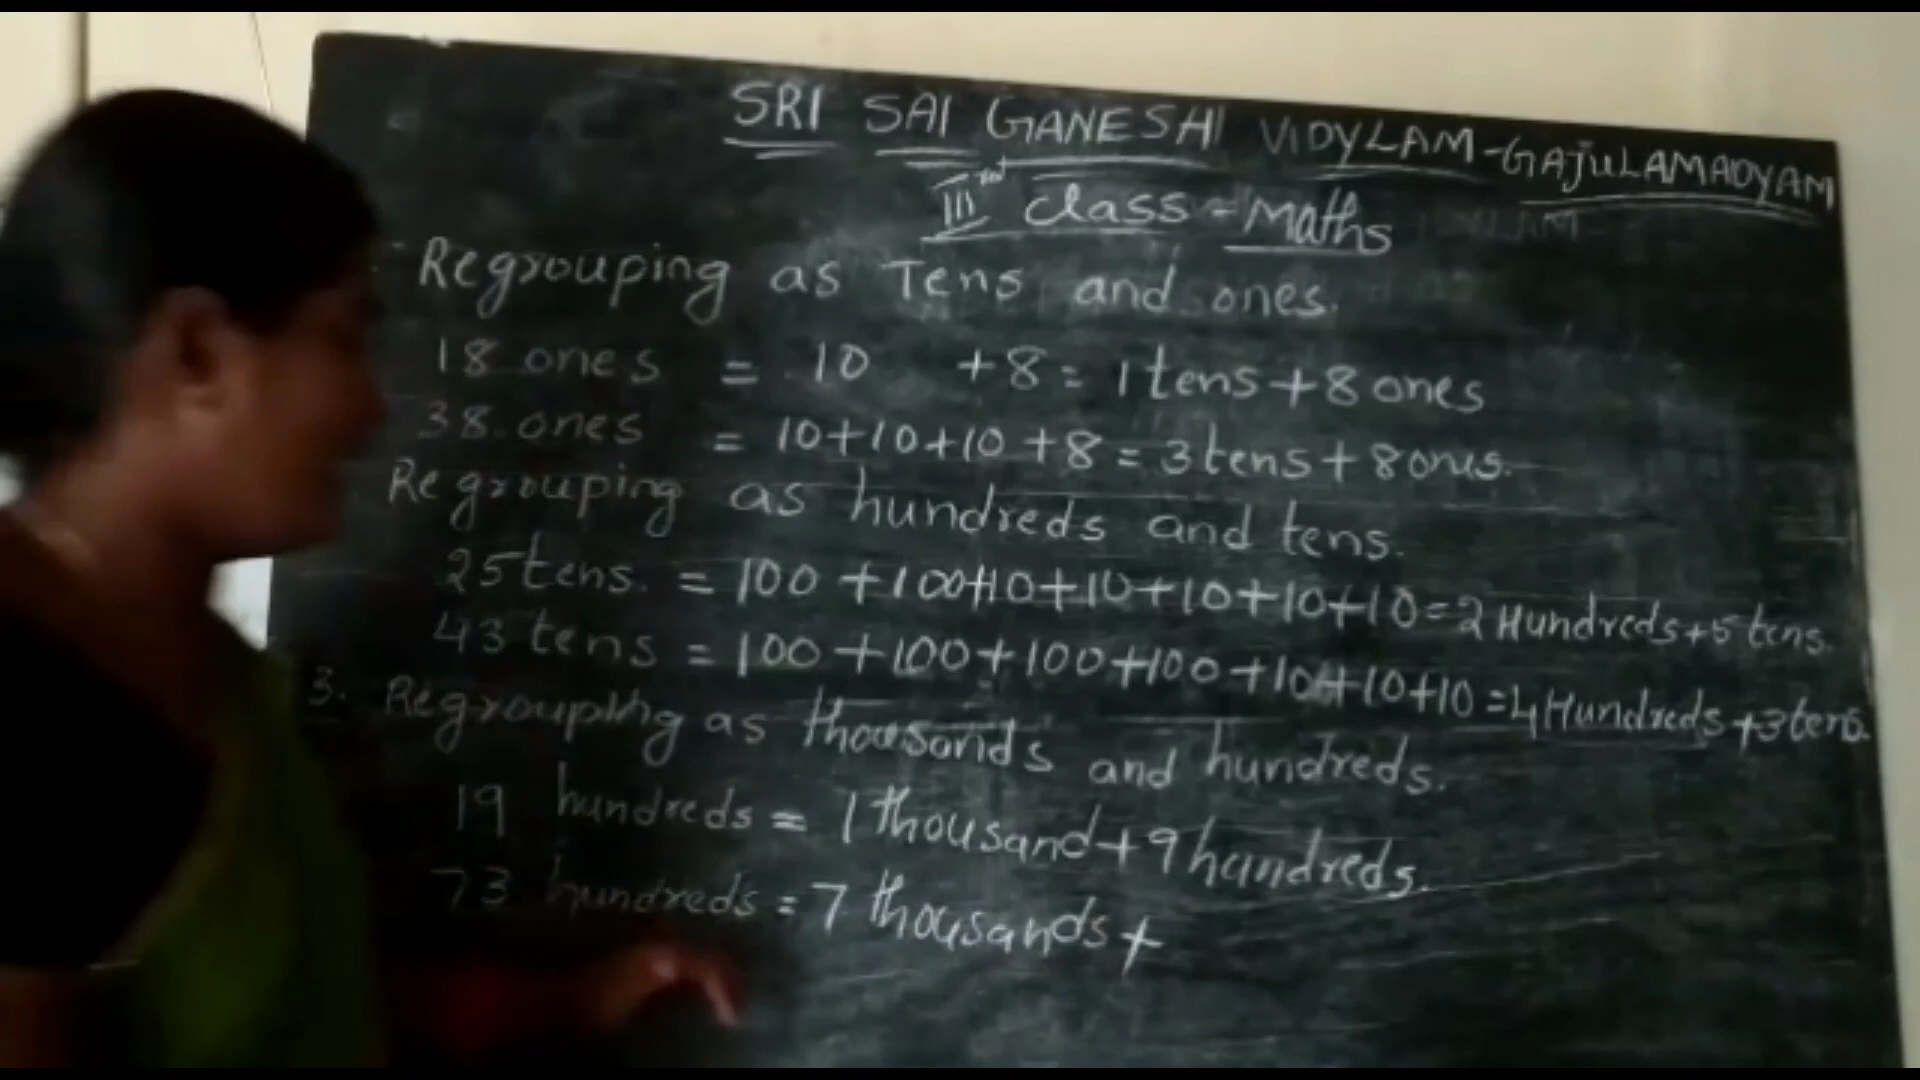 SRI SAI GANESH VIDYLAM-GAJULAMADYAM
III rd class - Maths
Regrouping as Tens and ones.
18 ones = 10 +8 = 1 tens + 8 ones
38 ones = 10+10+10+8 = 3 tens + 8 ones.
Regrouping as hundreds and tens.
25 tens. = 100 + 100+10+10+10+10+10 = 2 Hundreds + 5 tens.
43 tens = 100 + 100 + 100 + 100 + 10+10+10 = 4 Hundreds + 3 tens.
3. Regrouping as thousands and hundreds.
19 hundreds = 1 thousand + 9 hundreds.
73 hundreds = 7 thousands +